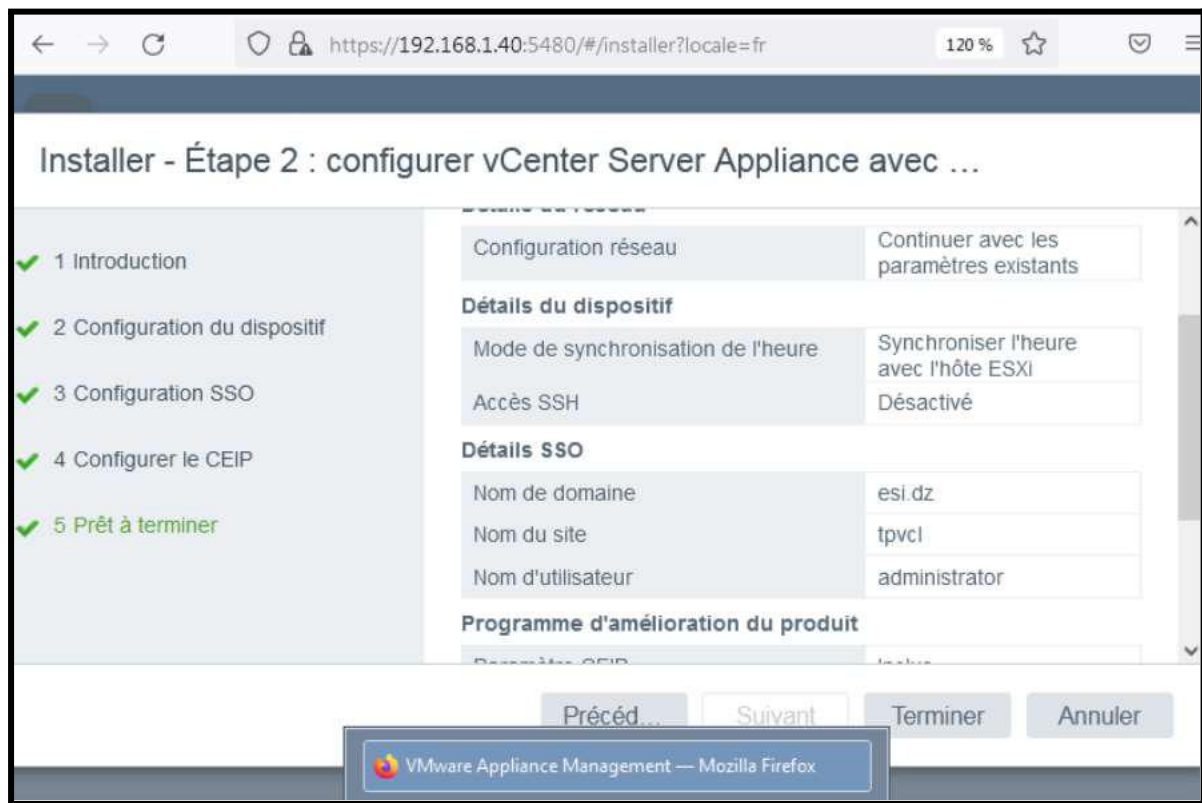 https://192.168.1.40:5480/#/installer?locale=fr 120 %
Installer - Étape 2 : configurer vCenter Server Appliance avec …
1 Introduction
2 Configuration du dispositif
3 Configuration SSO
4 Configurer le CEIP
5 Prêt à terminer
Configuration réseau
Continuer avec les
paramètres existants
Détails du dispositif
Mode de synchronisation de l'heure
Synchroniser l'heure
avec l'hôte ESXi
Accès SSH
Désactivé
Détails SSO
Nom de domaine
esi.dz
Nom du site
tpvcl
Nom d'utilisateur
administrator
Programme d'amélioration du produit
Précéd...
Suivant
Terminer
Annuler
VMware Appliance Management — Mozilla Firefox